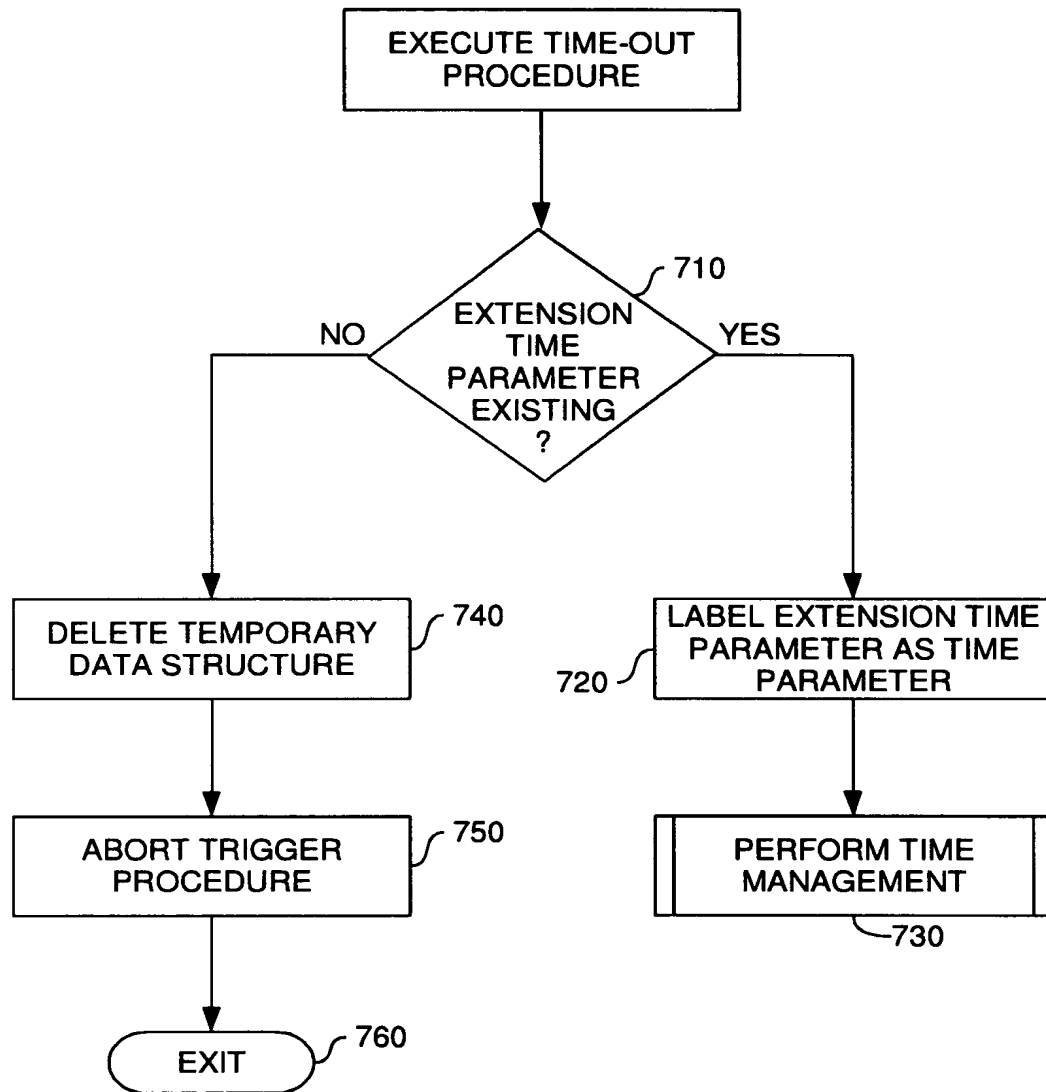 EXECUTE TIME-OUT
PROCEDURE
710
EXTENSION
TIME
PARAMETER
EXISTING
?
NO
YES
DELETE TEMPORARY
DATA STRUCTURE
740
LABEL EXTENSION TIME
PARAMETER AS TIME
PARAMETER
720
ABORT TRIGGER
PROCEDURE
750
PERFORM TIME
MANAGEMENT
730
EXIT
760